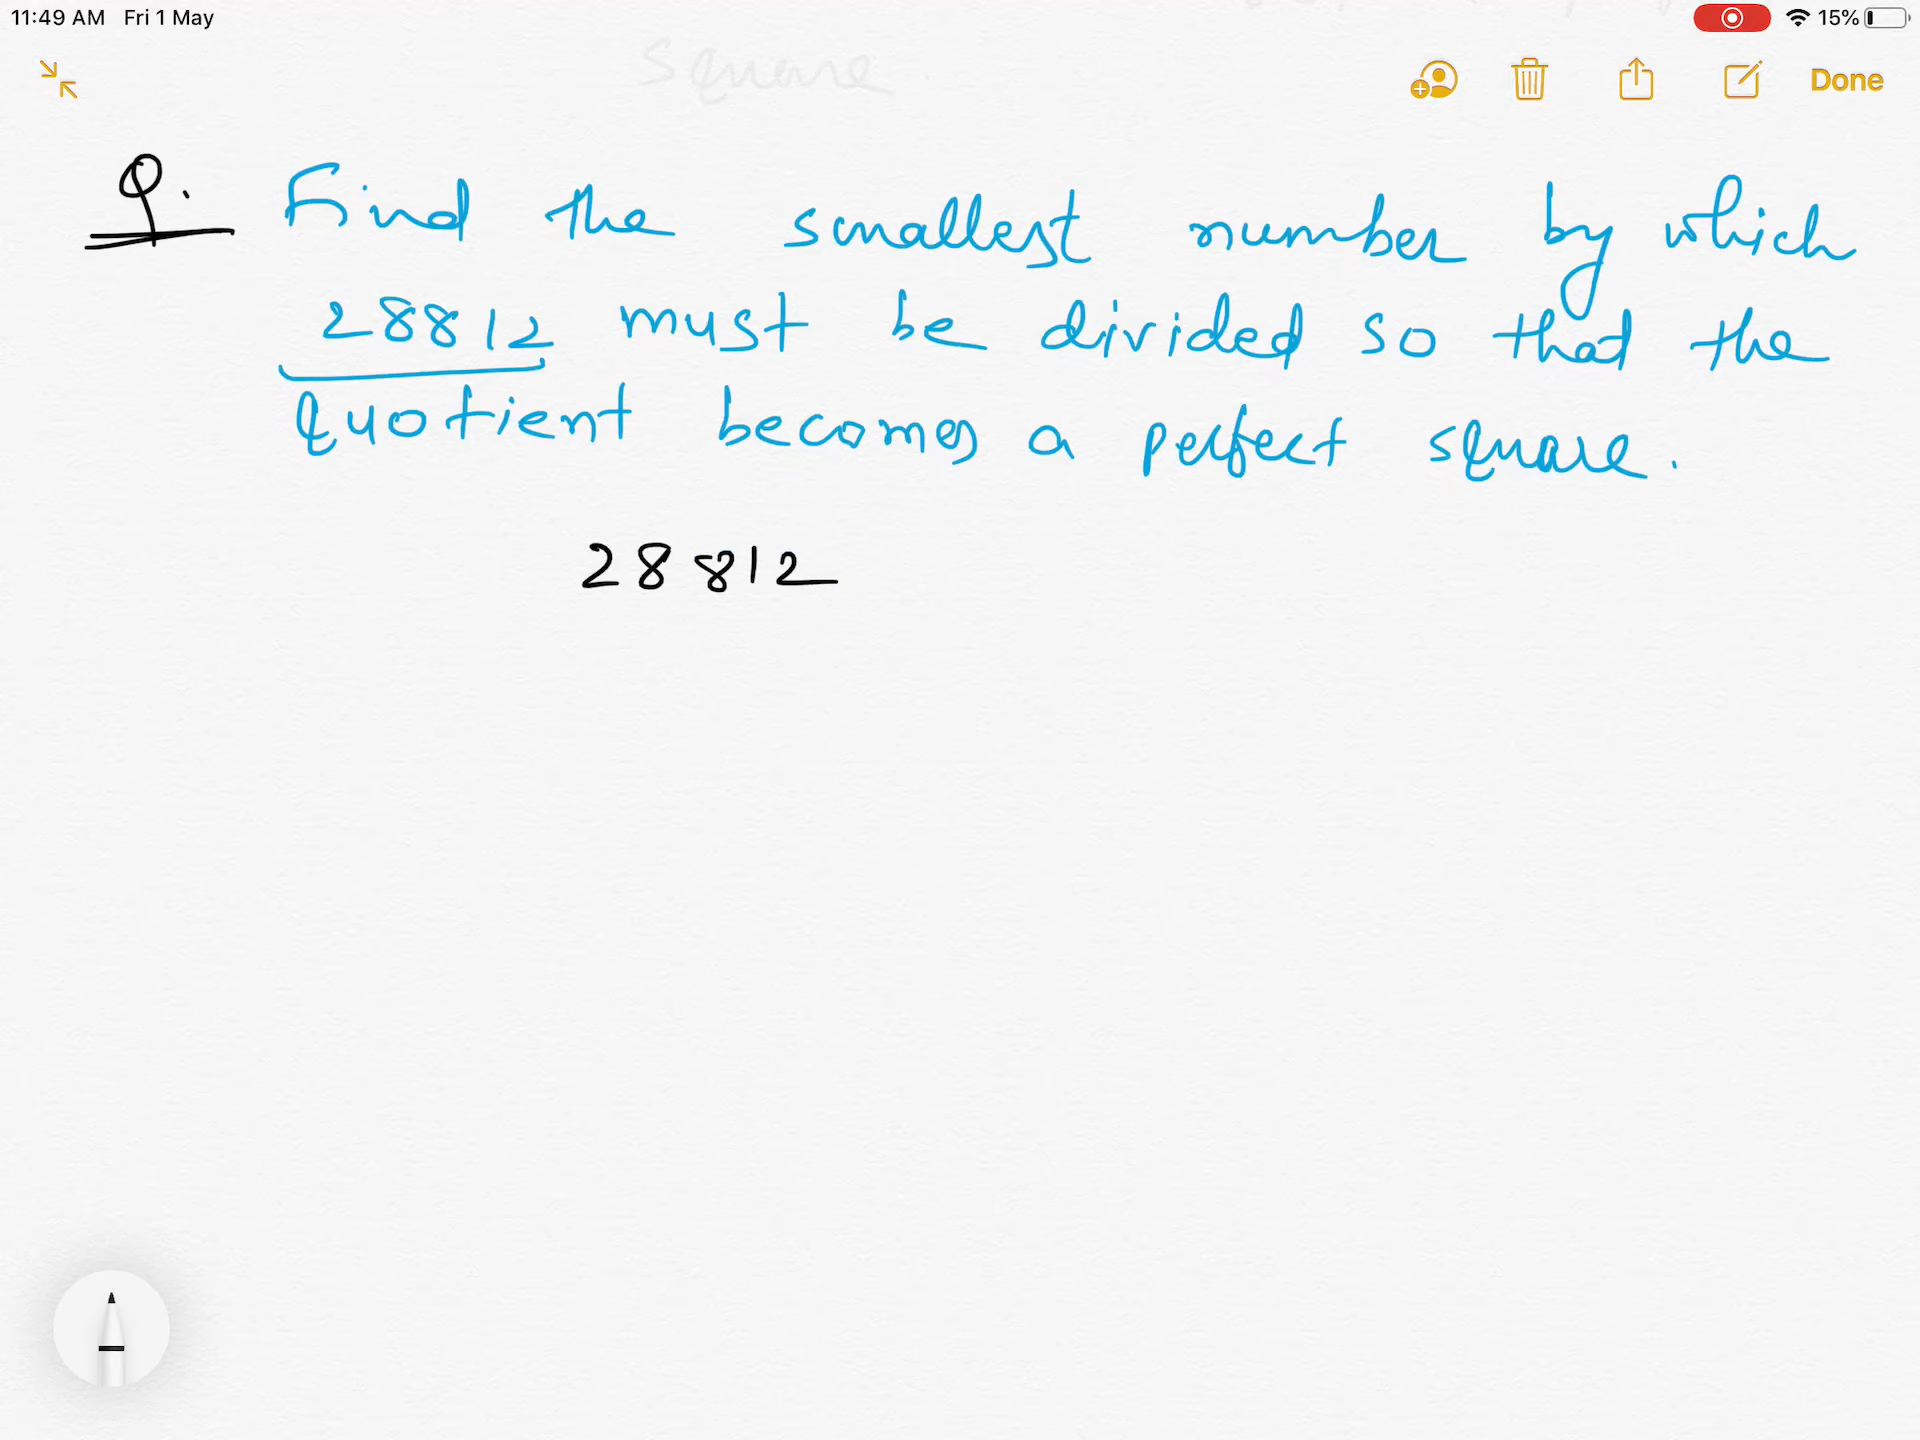 11:49 AM Fri 1 May 15%
square
Done
Q. Find the smallest number by which
28812 must be divided so that the
quotient becomes a perfect square.
28812